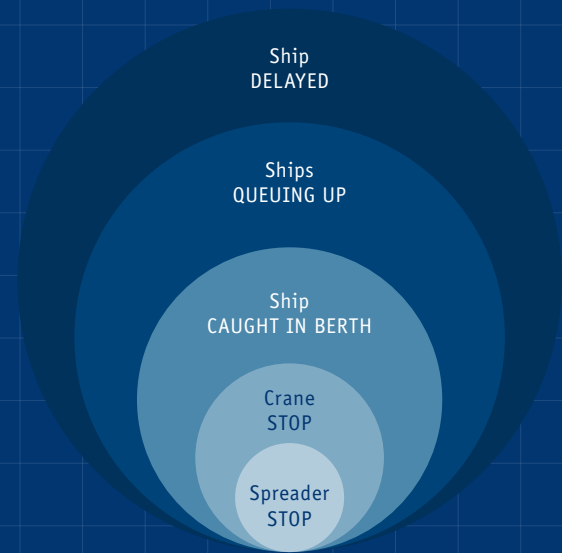 Ship
DELAYED
Ships
QUEUING UP
Ship
CAUGHT IN BERTH
Crane
STOP
Spreader
STOP